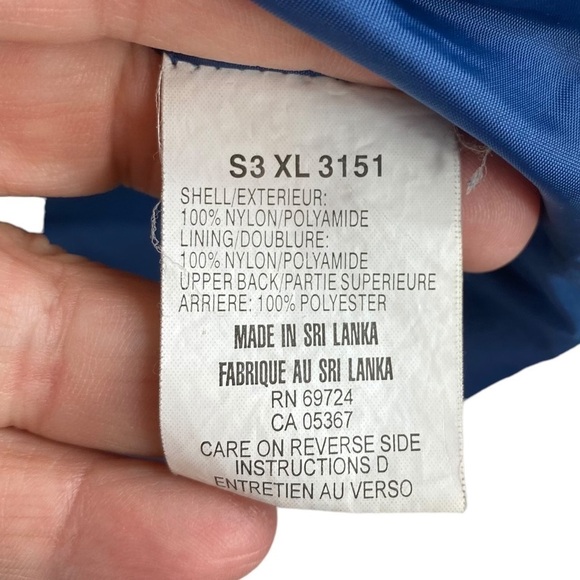 S3 XL 3151
SHELL/EXTERIEUR:
100% NYLON/POLYAMIDE
LINING/DOUBLURE:
100% NYLON/POLYAMIDE
UPPER BACK/PARTIE SUPERIEURE
ARRIERE: 100% POLYESTER
MADE IN SRI LANKA
FABRIQUE AU SRI LANKA
RN 69724
CA 05367
CARE ON REVERSE SIDE
INSTRUCTIONS D
ENTRETIEN AU VERSO